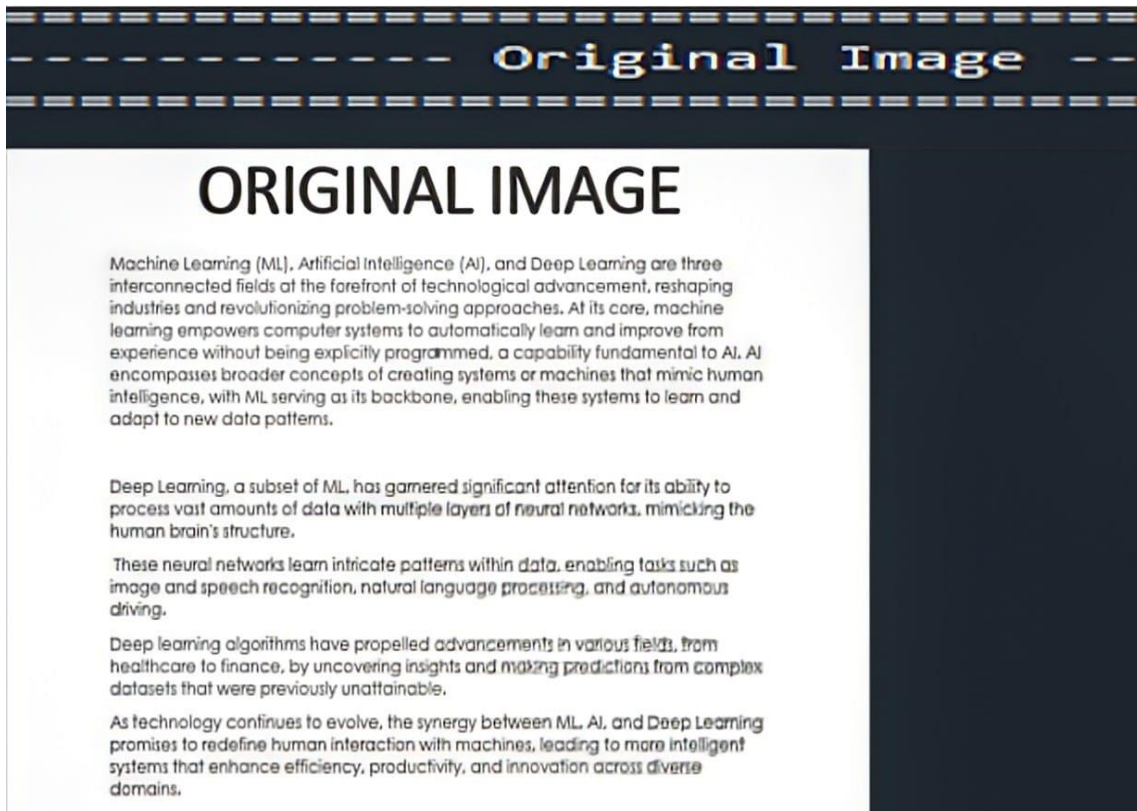 ============================
------------- Original Image --
============================
ORIGINAL IMAGE
Machine Learning (ML), Artificial Intelligence (AI), and Deep Learning are three
interconnected fields at the forefront of technological advancement, reshaping
industries and revolutionizing problem-solving approaches. At its core, machine
learning empowers computer systems to automatically learn and improve from
experience without being explicitly programmed, a capability fundamental to AI. AI
encompasses broader concepts of creating systems or machines that mimic human
intelligence, with ML serving as its backbone, enabling these systems to learn and
adapt to new data patterns.
Deep Learning, a subset of ML, has garnered significant attention for its ability to
process vast amounts of data with multiple layers of neural networks, mimicking the
human brain's structure.
These neural networks learn intricate patterns within data, enabling tasks such as
image and speech recognition, natural language processing, and autonomous
driving.
Deep learning algorithms have propelled advancements in various fields, from
healthcare to finance, by uncovering insights and making predictions from complex
datasets that were previously unattainable.
As technology continues to evolve, the synergy between ML, AI, and Deep Learning
promises to redefine human interaction with machines, leading to more intelligent
systems that enhance efficiency, productivity, and innovation across diverse
domains.